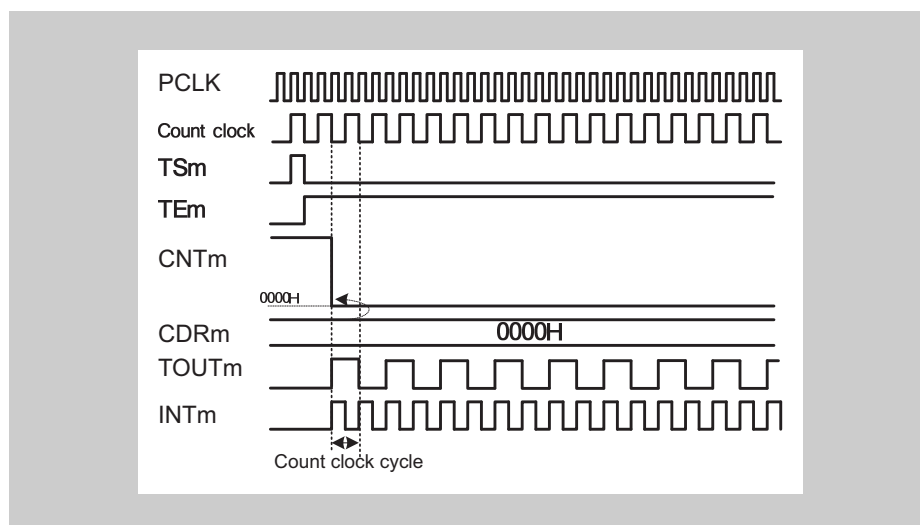 PCLK
Count clock
TSm
TEm
CNTm
0000H
CDRm 0000H
TOUTm
INTm
Count clock cycle